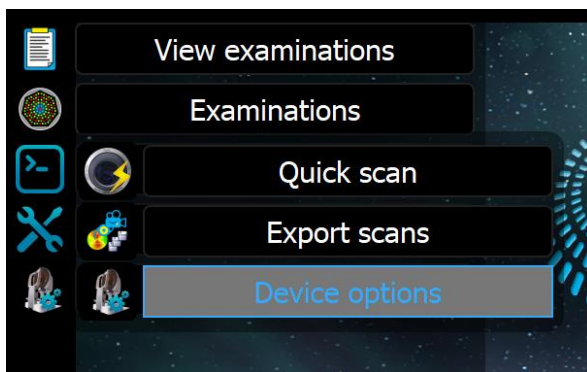 View examinations
Examinations
Quick scan
Export scans
Device options